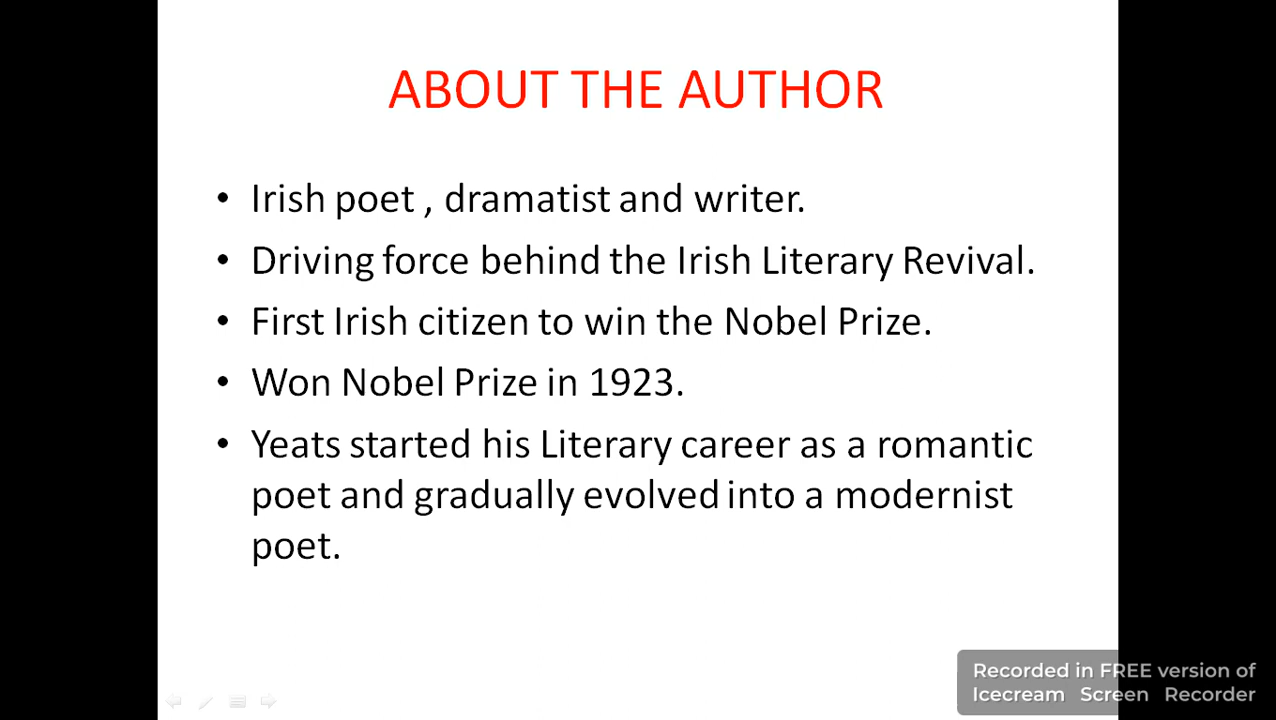 ABOUT THE AUTHOR
• Irish poet , dramatist and writer.
• Driving force behind the Irish Literary Revival.
• First Irish citizen to win the Nobel Prize.
• Won Nobel Prize in 1923.
• Yeats started his Literary career as a romantic
poet and gradually evolved into a modernist
poet.
Recorded in FREE version of
Icecream Screen Recorder